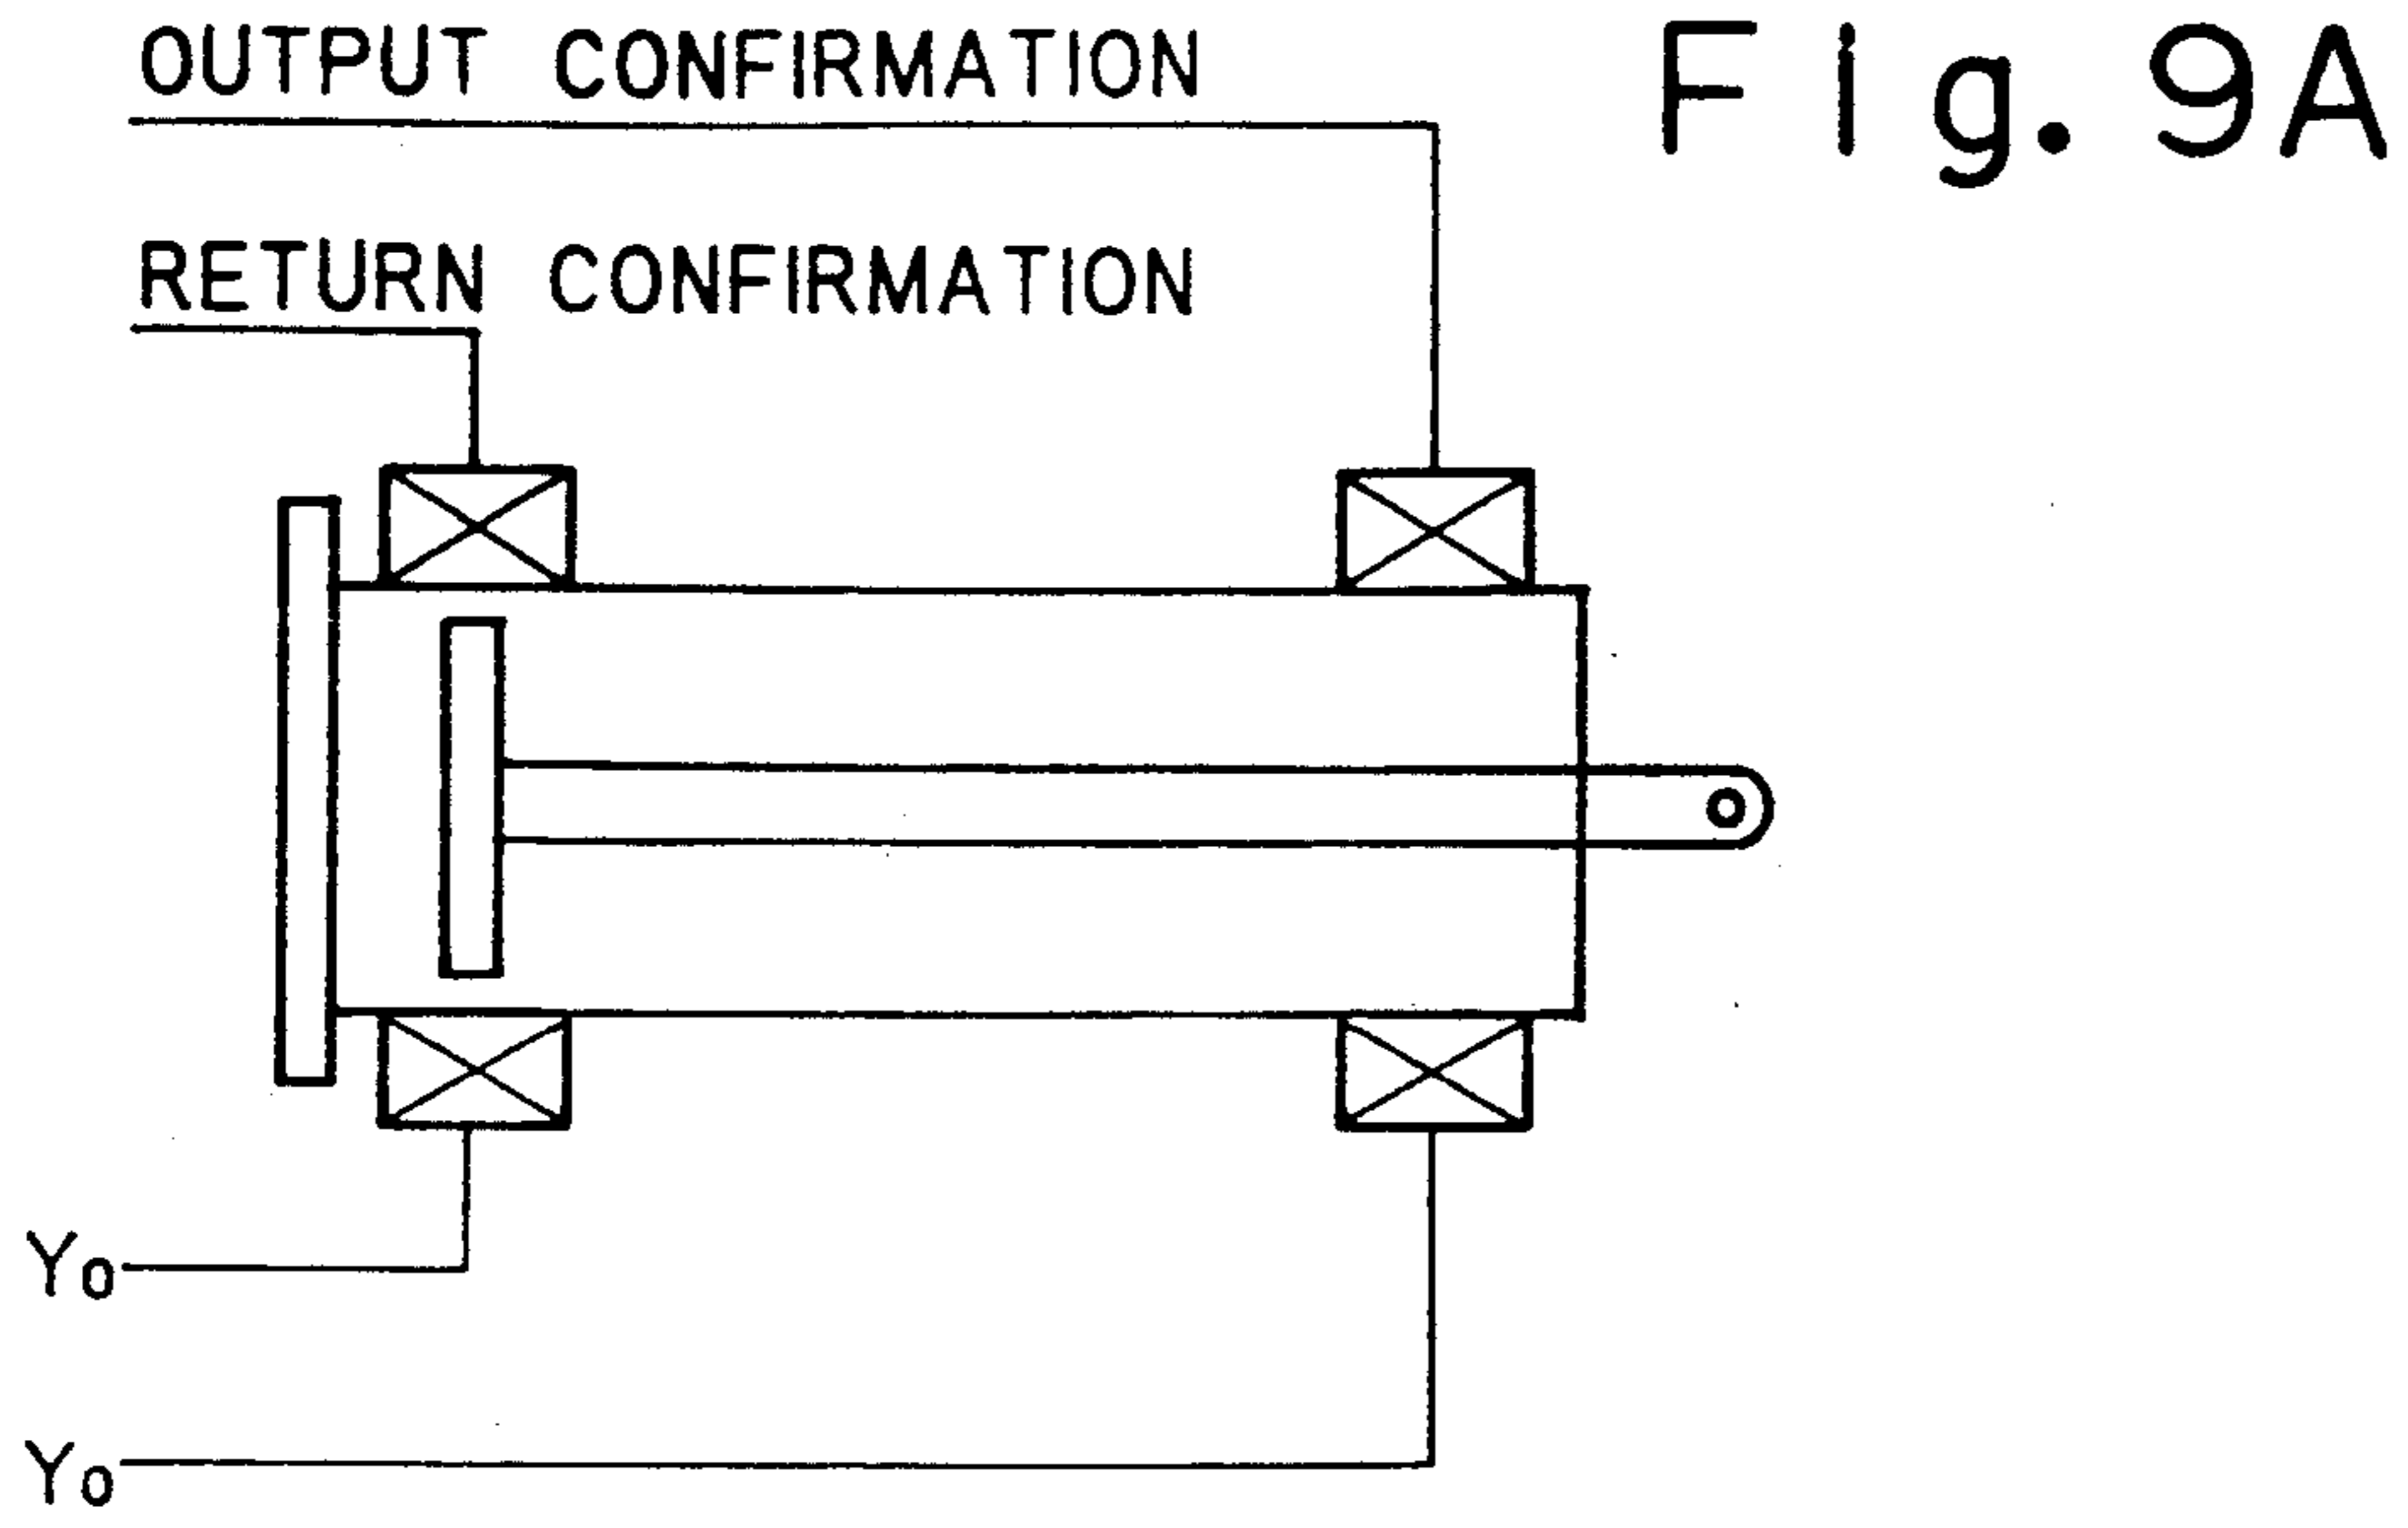 OUTPUT CONFIRMATION
Fig. 9A
RETURN CONFIRMATION
Yo
Yo